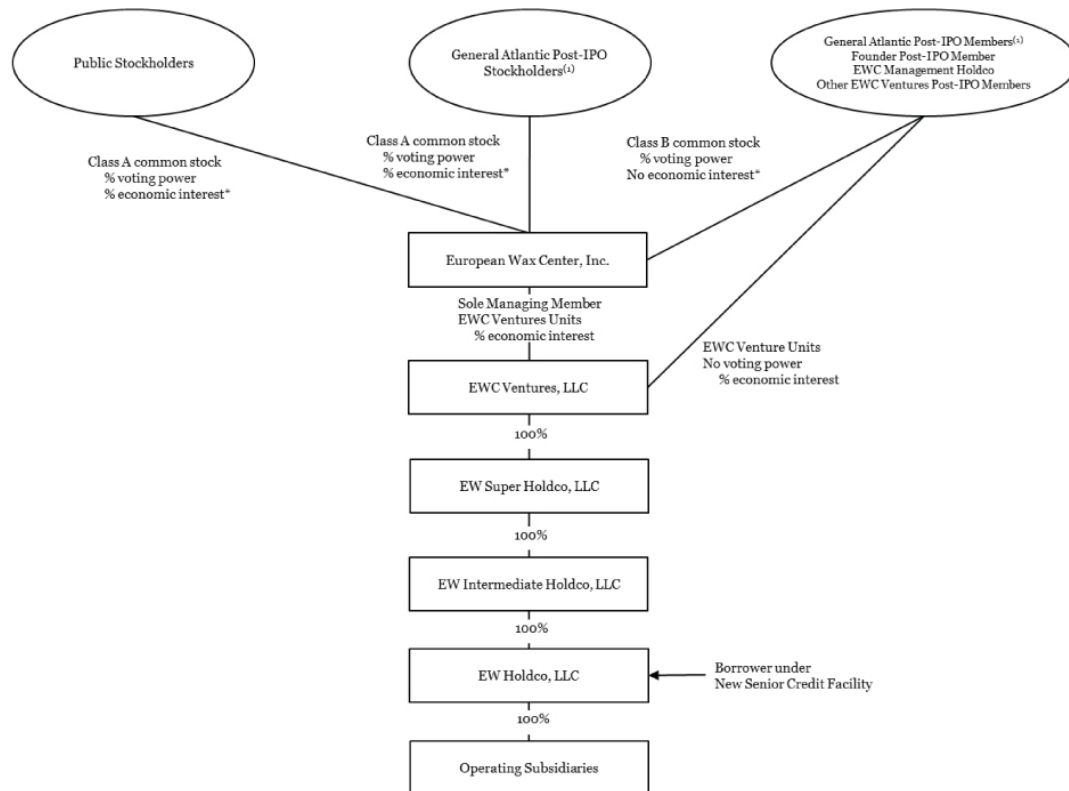 Public Stockholders
General Atlantic Post-IPO
Stockholders(1)
General Atlantic Post-IPO Members(1)
Founder Post-IPO Member
EWC Management Holdco
Other EWC Ventures Post-IPO Members
Class A common stock
% voting power
% economic interest*
Class A common stock
% voting power
% economic interest*
Class B common stock
% voting power
No economic interest*
European Wax Center, Inc.
Sole Managing Member
EWC Ventures Units
% economic interest
EWC Venture Units
No voting power
% economic interest
EWC Ventures, LLC
100%
EW Super Holdco, LLC
100%
EW Intermediate Holdco, LLC
100%
EW Holdco, LLC
Borrower under
New Senior Credit Facility
100%
Operating Subsidiaries